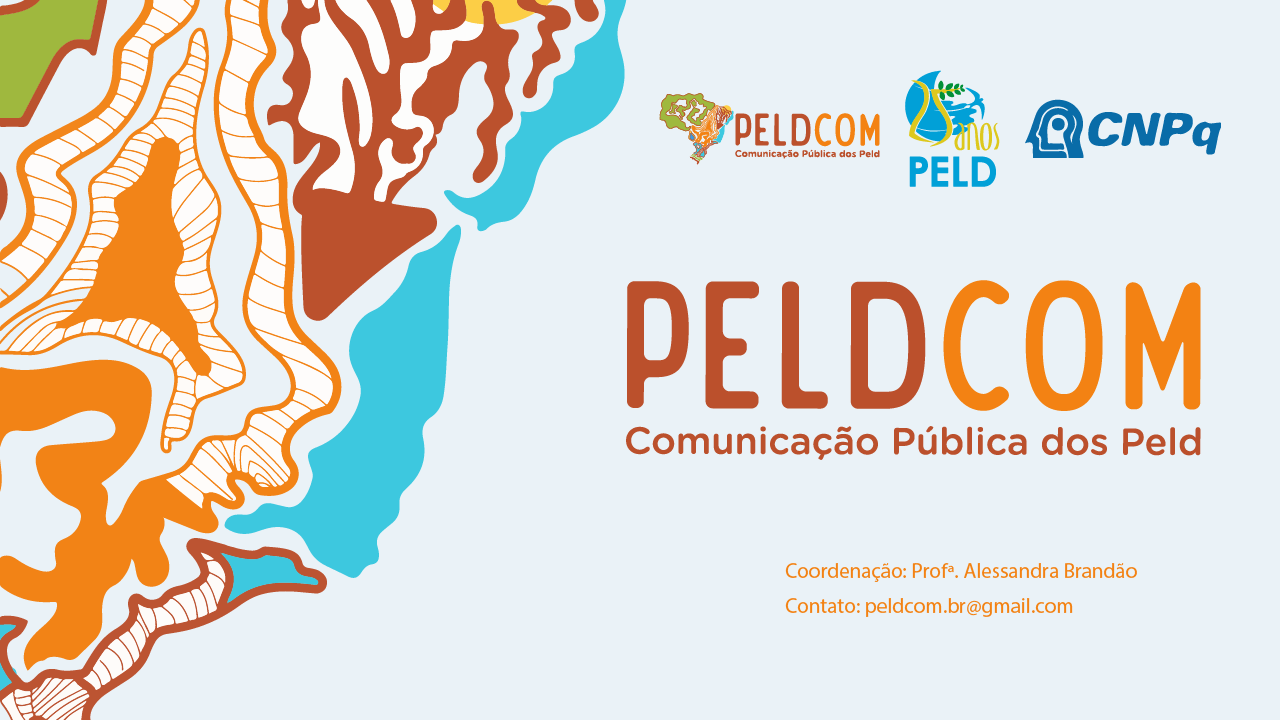 PELDCOM
Comunicação Pública dos Peld
anos
PELD
CNPq
PELDCOM
Comunicação Pública dos Peld
Coordenação: Profª. Alessandra Brandão
Contato: peldcom.br@gmail.com